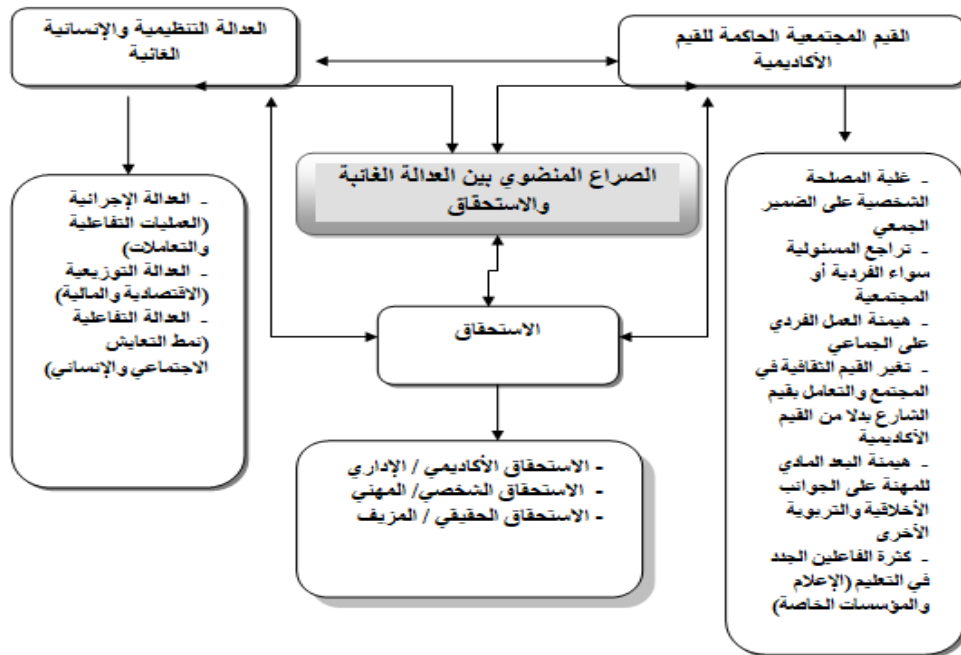 القيم المجتمعية الحاكمة للقيم
الأكاديمية
العدالة التنظيمية والإنسانية
الغائبة
الصراع المنضوي بين العدالة الغائبة
والاستحقاق
- غلبة المصلحة
الشخصية على الضمير
الجمعي
- تراجع المسئولية
سواء الفردية أو
المجتمعية
- هيمنة العمل الفردي
على الجماعي
- تغير القيم الثقافية في
المجتمع والتعامل بقيم
الشارع بدلا من القيم
الأكاديمية
- هيمنة البعد المادي
للمهنة على الجوانب
الأخلاقية والتربوية
الأخرى
- كثرة الفاعلين الجدد
في التعليم (الإعلام
والمؤسسات الخاصة)
- العدالة الإجرائية
(العمليات التفاعلية
والتعاملات)
- العدالة التوزيعية
(الاقتصادية والمالية)
- العدالة التفاعلية
(نمط التعايش
الاجتماعي والإنساني)
الاستحقاق
- الاستحقاق الأكاديمي / الإداري
- الاستحقاق الشخصي/ المهني
- الاستحقاق الحقيقي / المزيف